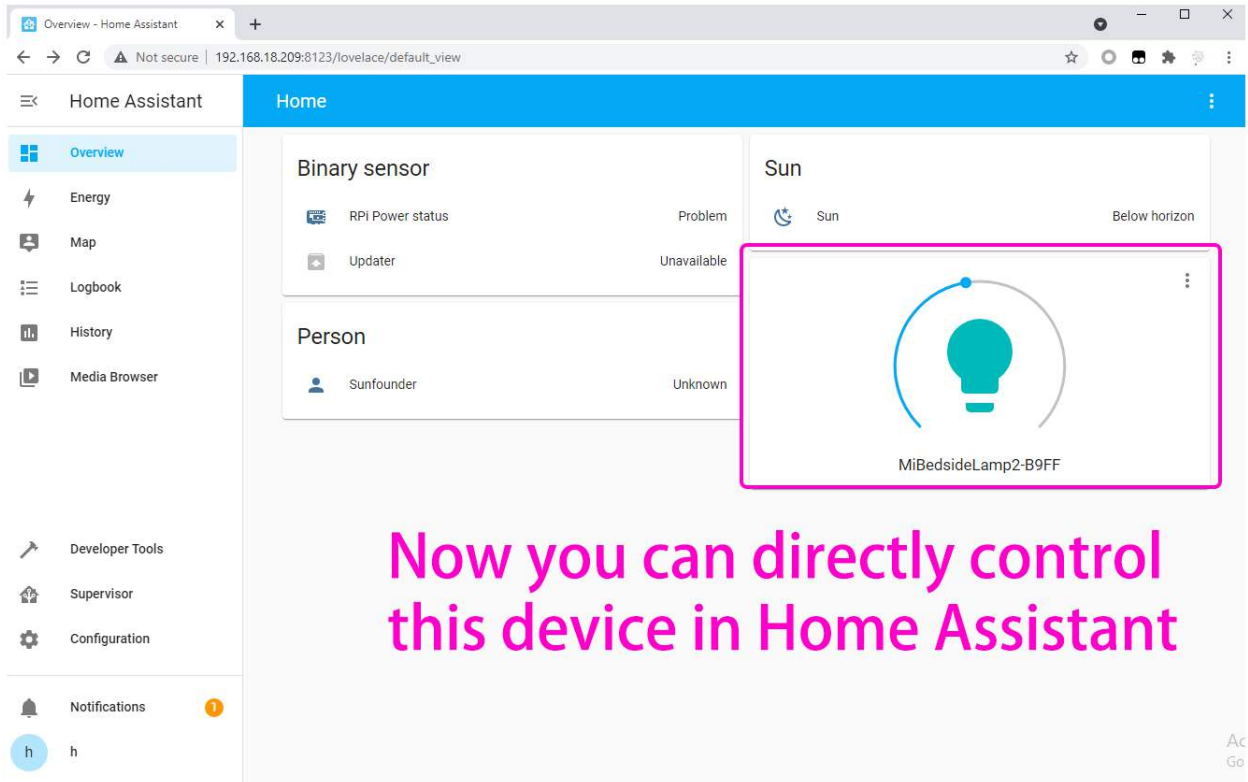 Overview - Home Assistant
Not secure | 192.168.18.209:8123/lovelace/default_view
Home Assistant
Home
Overview
Energy
Map
Logbook
History
Media Browser
Developer Tools
Supervisor
Configuration
Notifications 1
h h
Binary sensor
RPi Power status Problem
Updater Unavailable
Person
Sunfounder Unknown
Sun
Sun Below horizon
MiBedsideLamp2-B9FF
Now you can directly control
this device in Home Assistant
Ac
Go